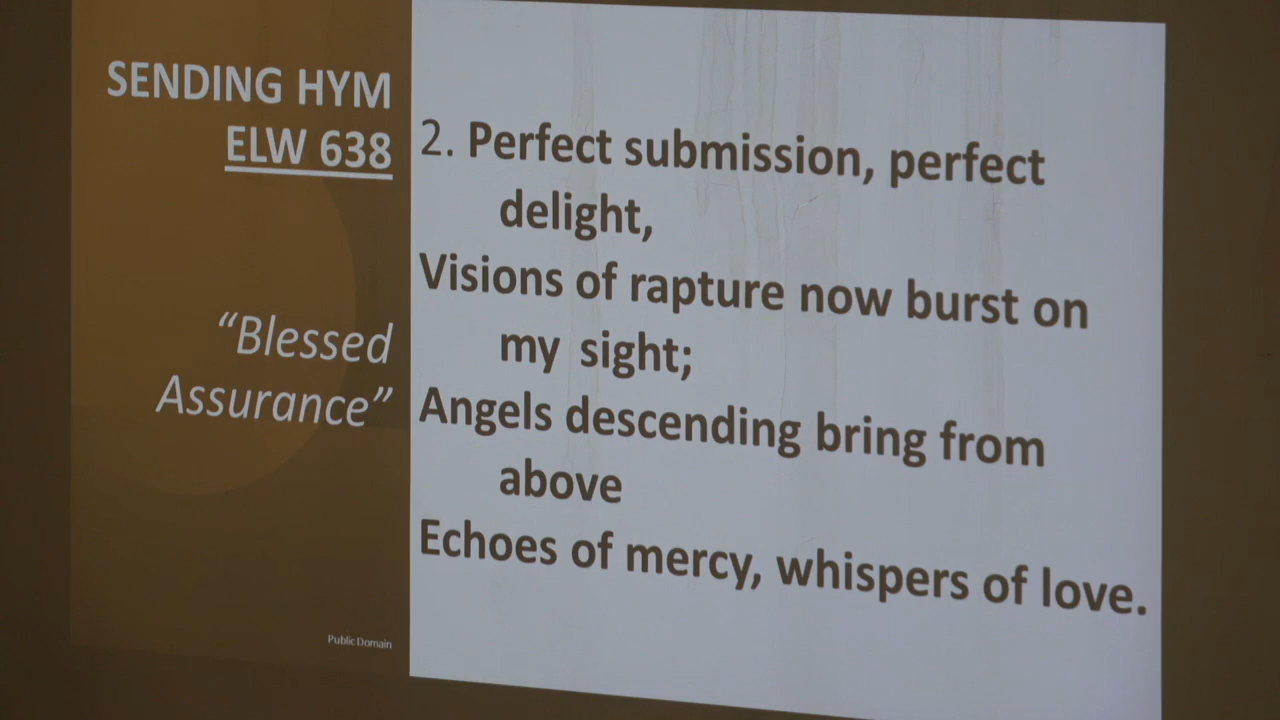 SENDING HYM
ELW 638
“Blessed
Assurance”
Public Domain
2. Perfect submission, perfect
delight,
Visions of rapture now burst on
my sight;
Angels descending bring from
above
Echoes of mercy, whispers of love.